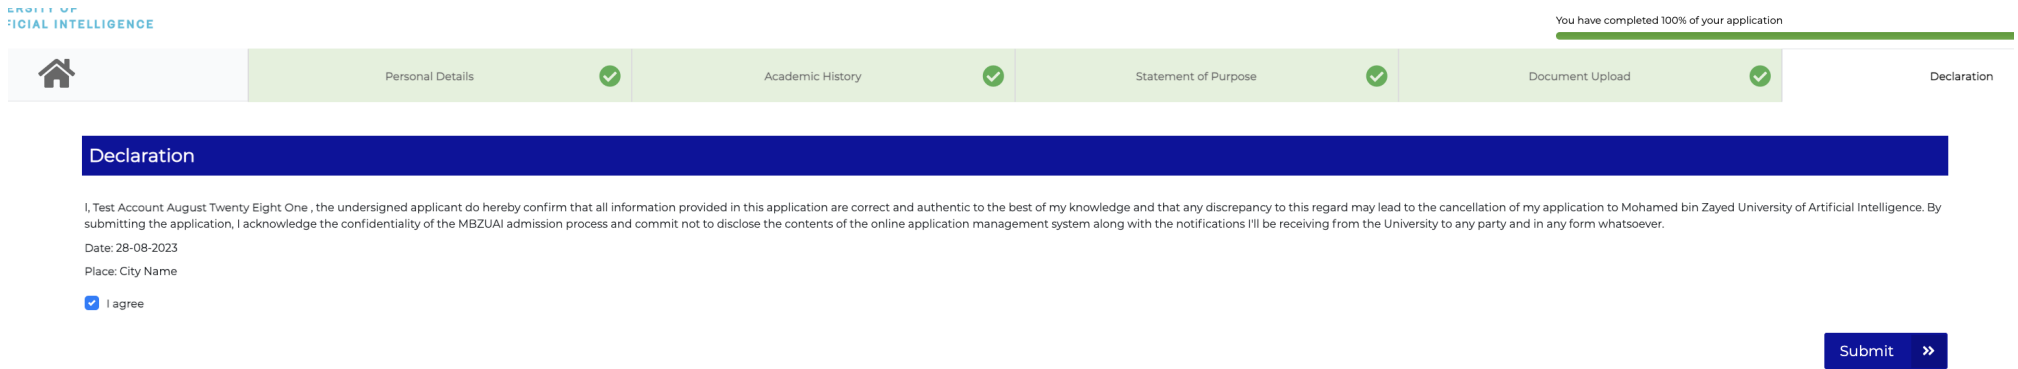 FICIAL INTELLIGENCE
You have completed 100% of your application
Personal Details
Academic History
Statement of Purpose
Document Upload
Declaration
Declaration
I, Test Account August Twenty Eight One , the undersigned applicant do hereby confirm that all information provided in this application are correct and authentic to the best of my knowledge and that any discrepancy to this regard may lead to the cancellation of my application to Mohamed bin Zayed University of Artificial Intelligence. By
submitting the application, I acknowledge the confidentiality of the MBZUAI admission process and commit not to disclose the contents of the online application management system along with the notifications I'll be receiving from the University to any party and in any form whatsoever.
Date: 28-08-2023
Place: City Name
I agree
Submit »